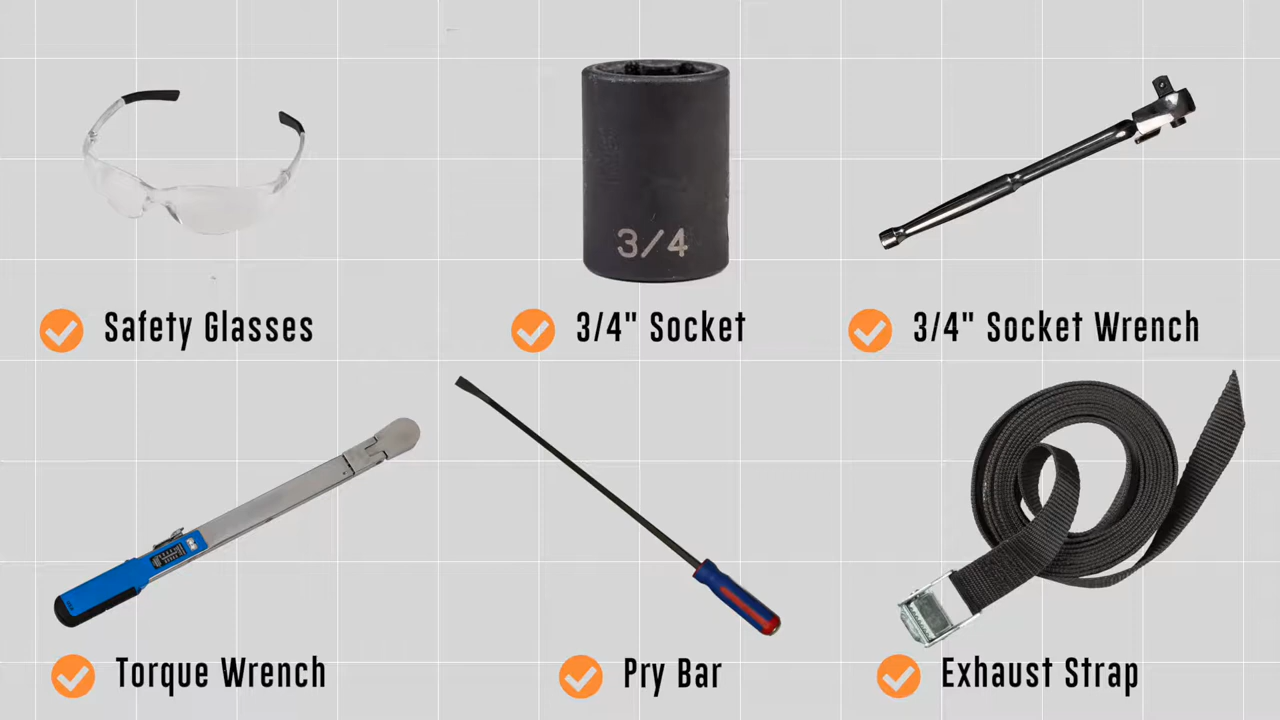 3/4
Safety Glasses
3/4" Socket
3/4" Socket Wrench
Torque Wrench
Pry Bar
Exhaust Strap